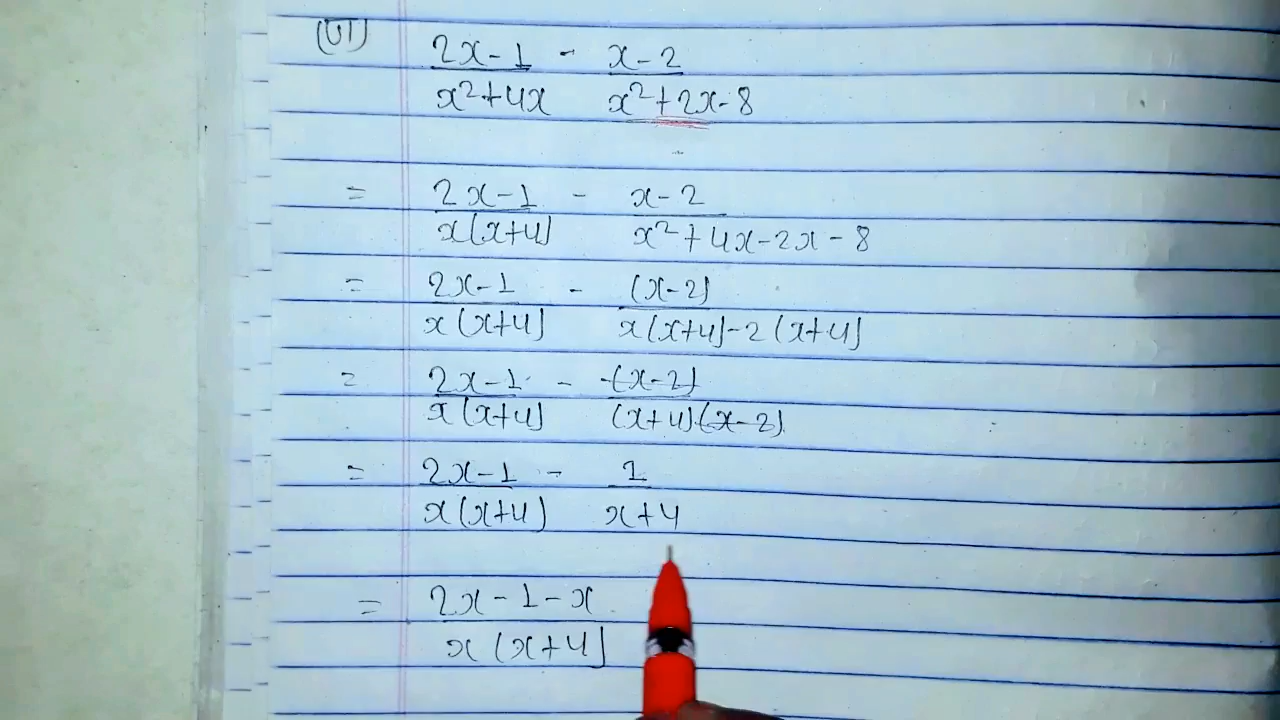 (VI) 2x-1 - x-2
x²+4x x²+2x-8
= 2x-1 - x-2
x(x+4) x²+4x-2x-8
= 2x-1 - (x-2)
x(x+4) x(x+4)-2(x+4)
= 2x-1 - (x-2)
x(x+4) (x+4)(x-2)
= 2x-1 - 1
x(x+4) x+4
= 2x-1-x
x(x+4)